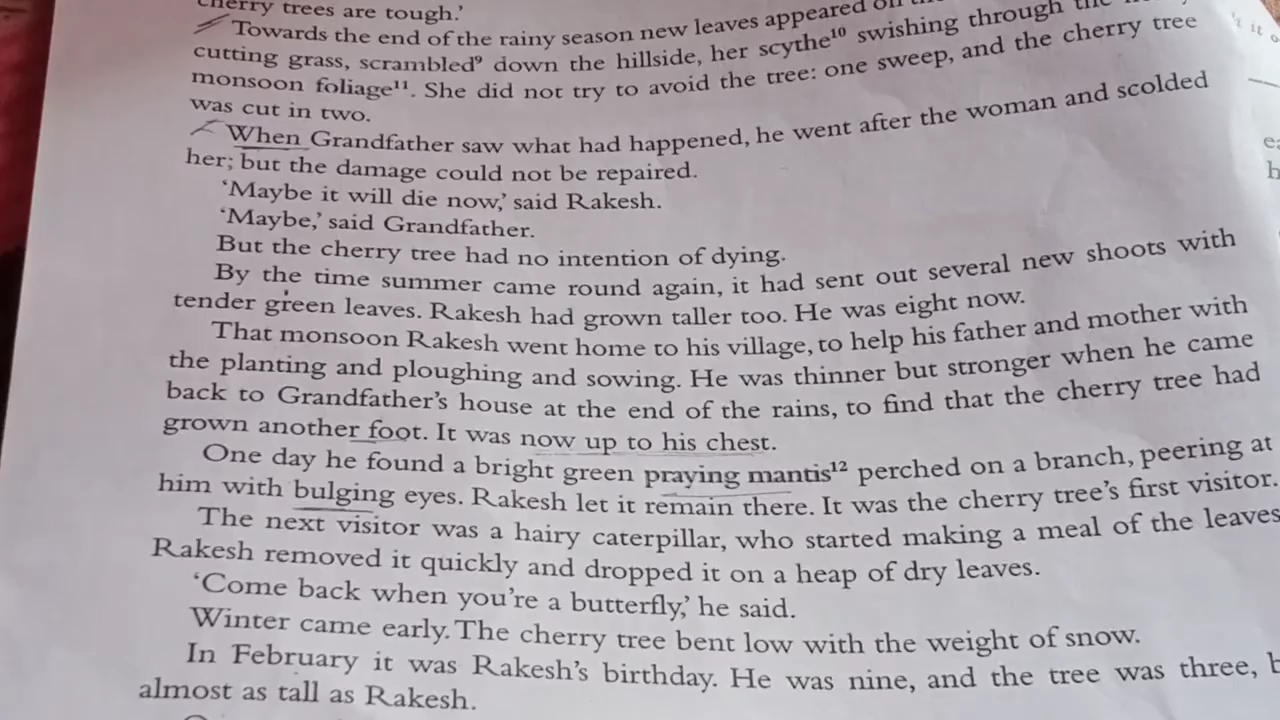 cherry trees are tough.'
Towards the end of the rainy season new leaves appeared on
cutting grass, scrambled⁹ down the hillside, her scythe¹⁰ swishing through the
monsoon foliage¹¹. She did not try to avoid the tree: one sweep, and the cherry tree
was cut in two.
When Grandfather saw what had happened, he went after the woman and scolded
her; but the damage could not be repaired.
'Maybe it will die now,' said Rakesh.
'Maybe,' said Grandfather.
But the cherry tree had no intention of dying.
By the time summer came round again, it had sent out several new shoots with
tender green leaves. Rakesh had grown taller too. He was eight now.
That monsoon Rakesh went home to his village, to help his father and mother with
the planting and ploughing and sowing. He was thinner but stronger when he came
back to Grandfather's house at the end of the rains, to find that the cherry tree had
grown another foot. It was now up to his chest.
One day he found a bright green praying mantis¹² perched on a branch, peering at
him with bulging eyes. Rakesh let it remain there. It was the cherry tree's first visitor.
The next visitor was a hairy caterpillar, who started making a meal of the leaves
Rakesh removed it quickly and dropped it on a heap of dry leaves.
'Come back when you're a butterfly,' he said.
Winter came early. The cherry tree bent low with the weight of snow.
In February it was Rakesh's birthday. He was nine, and the tree was three,
almost as tall as Rakesh.